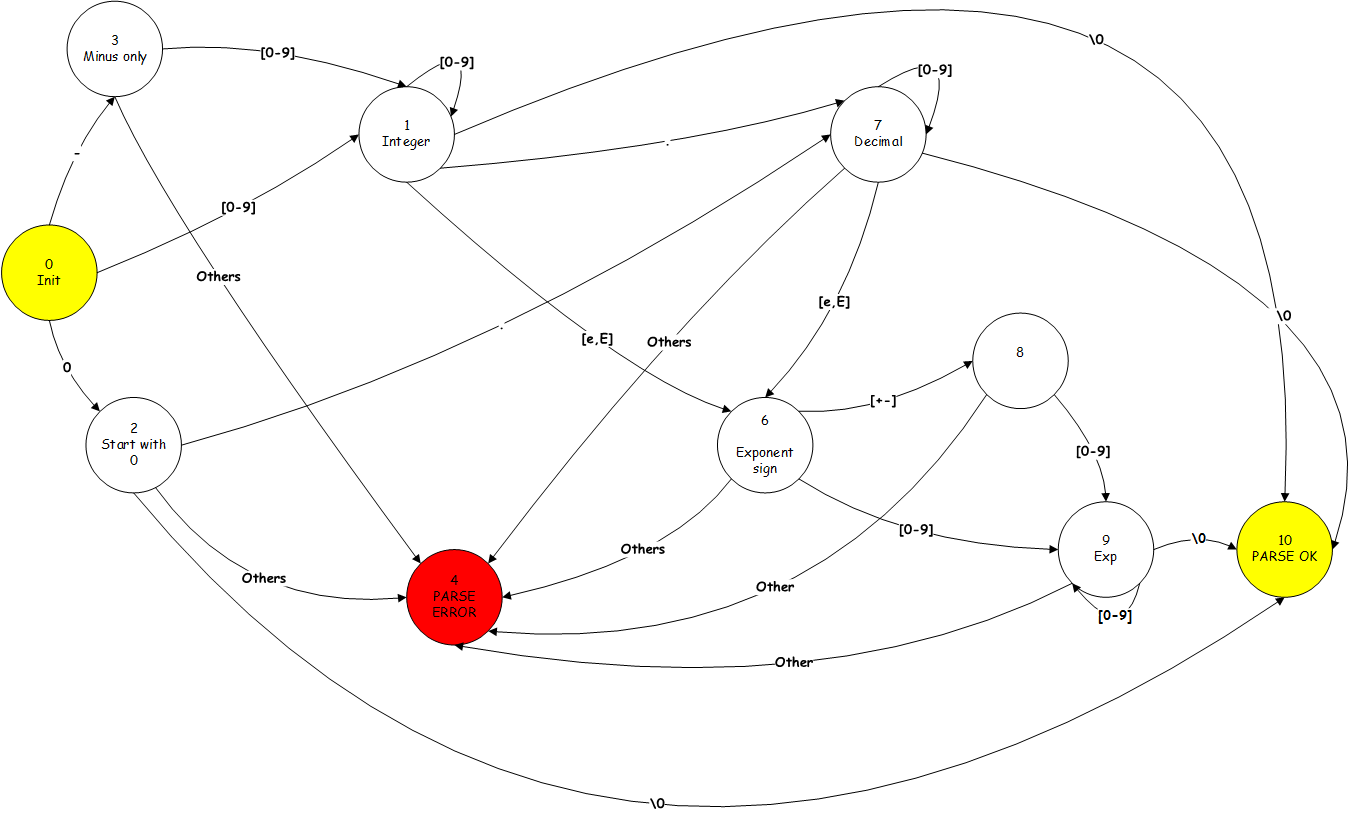 3
Minus only
[0-9]
[0-9]
\0
[0-9]
1
Integer
7
Decimal
.
-
[0-9]
0
Init
Others
[e,E]
\0
.
[e,E]
Others
8
0
[+-]
2
Start with
0
6
Exponent
sign
[0-9]
[0-9]
\0
9
Exp
10
PARSE OK
Others
Others
4
PARSE
ERROR
Other
[0-9]
Other
\0